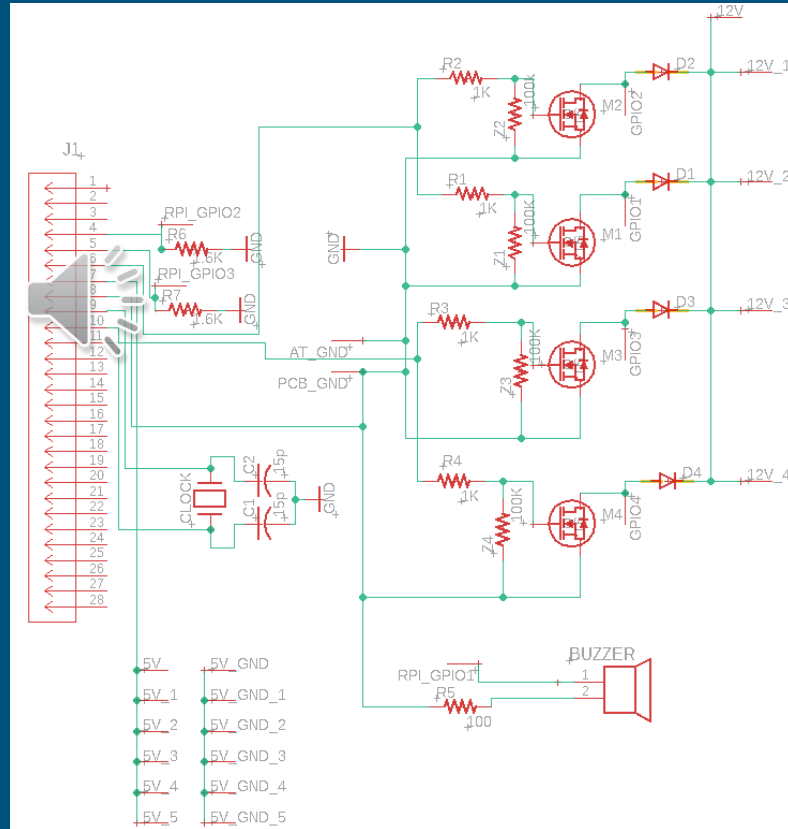 12V
D2
12V_1
R2
1K
100k
Z2
M2
GPIO2
J1
1
2
3
4
5
6
7
8
9
10
11
12
13
14
15
16
17
18
19
20
21
22
23
24
25
26
27
28
RPI_GPIO2
R6
1.6K
GND
RPI_GPIO3
R7
1.6K
GND
GND
D1
12V_2
R1
1K
100K
Z1
M1
GPIO1
D3
12V_3
R3
1K
100K
Z3
M3
GPIO3
AT_GND
PCB_GND
D4
12V_4
R4
1K
100K
Z4
M4
GPIO4
CLOCK
C2
15p
C1
15p
GND
BUZZER
RPI_GPIO1
1
2
R5
100
5V
5V_GND
5V_1
5V_GND_1
5V_2
5V_GND_2
5V_3
5V_GND_3
5V_4
5V_GND_4
5V_5
5V_GND_5